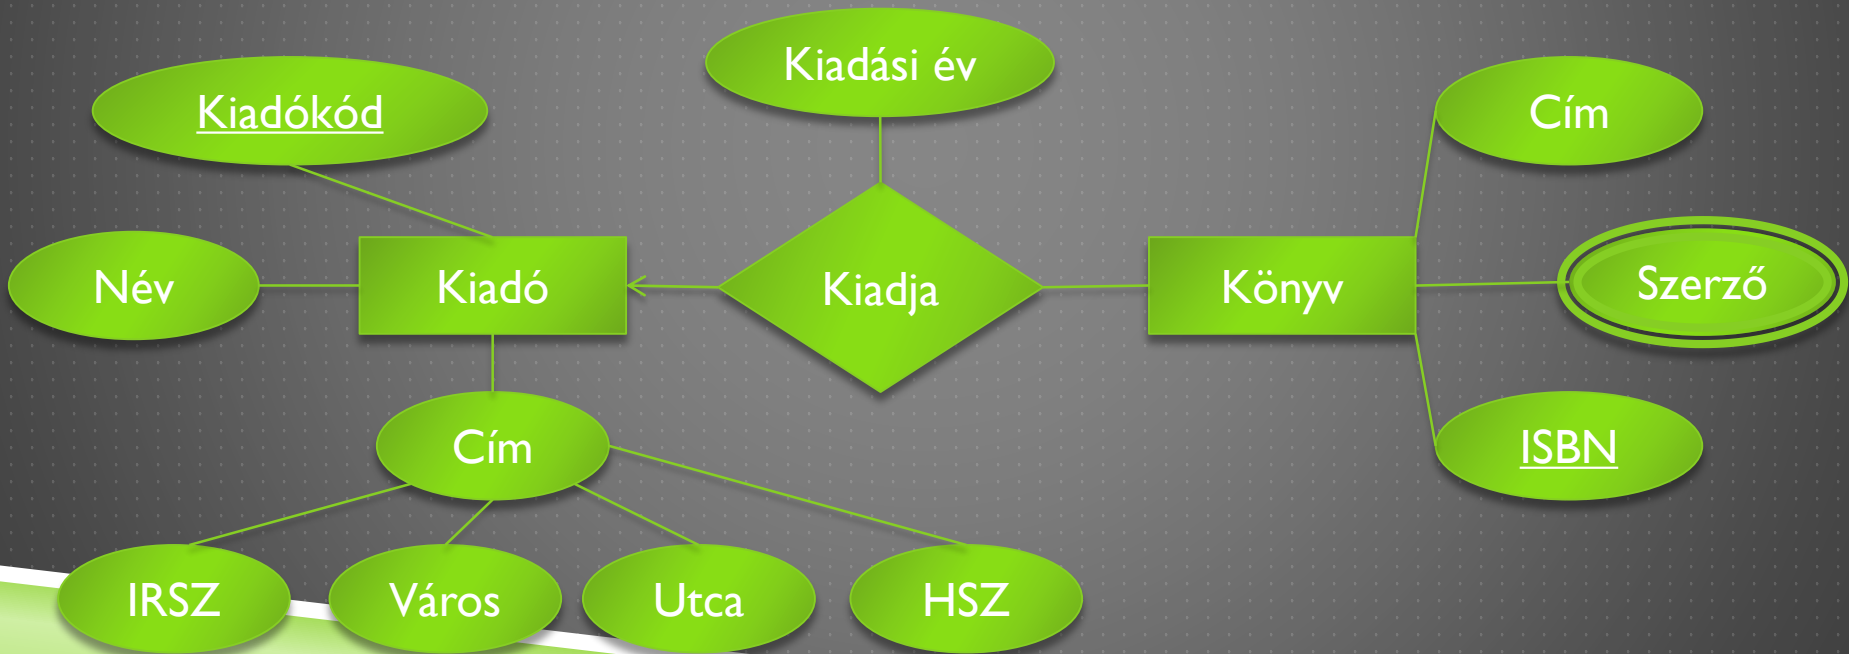 Kiadási év
Kiadókód
Cím
Név
Kiadó
Kiadja
Könyv
Szerző
Cím
ISBN
IRSZ
Város
Utca
HSZ